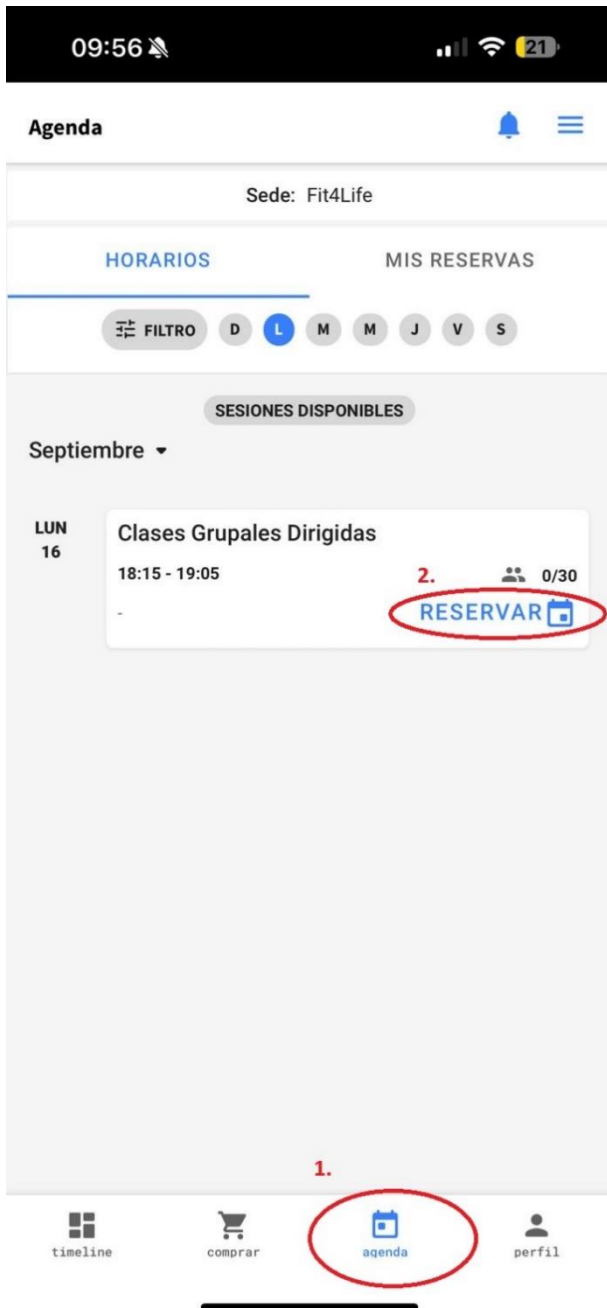 09:56
21
Agenda
Sede: Fit4Life
HORARIOS MIS RESERVAS
FILTRO D L M M J V S
SESIONES DISPONIBLES
Septiembre
LUN
16
Clases Grupales Dirigidas
18:15 - 19:05
2. 0/30
-
RESERVAR
1.
timeline comprar agenda perfil